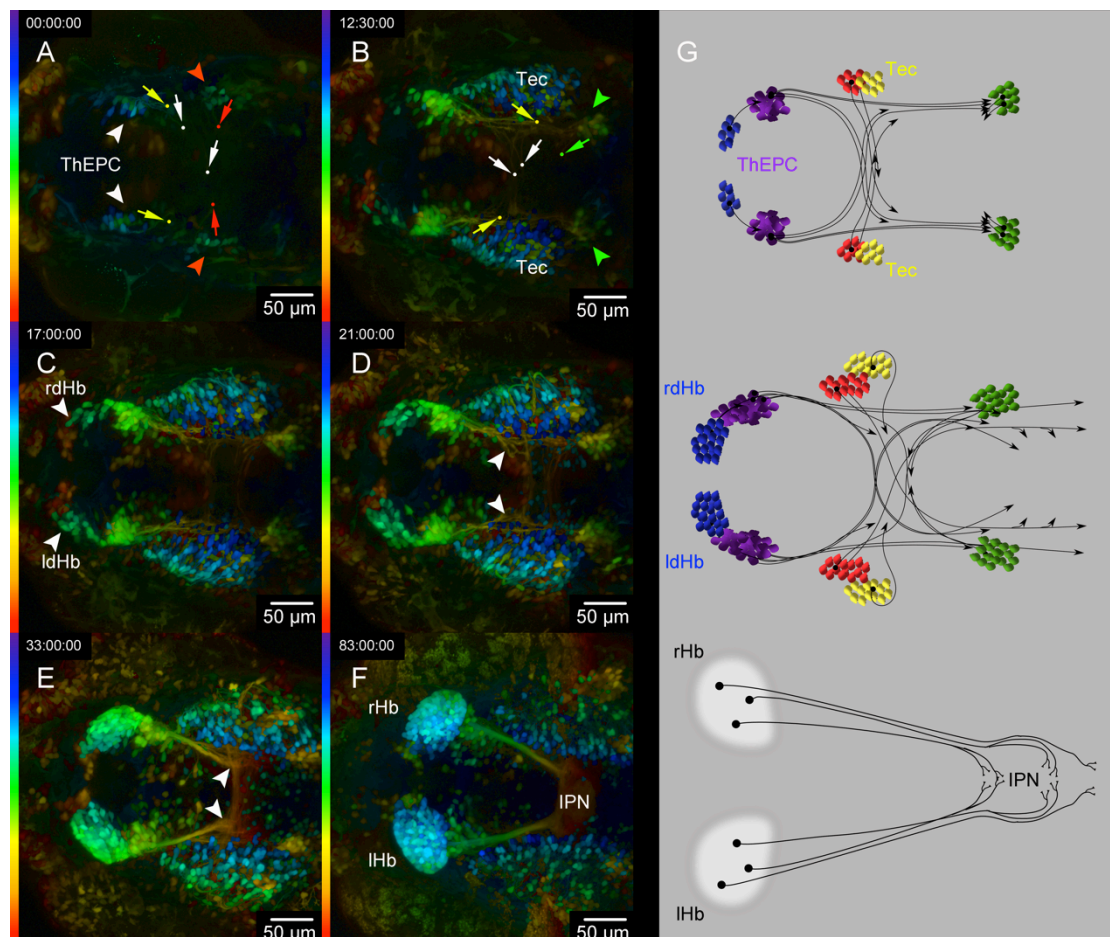 00:00:00
A
ThEPC
50 µm
12:30:00
B
Tec
Tec
50 µm
17:00:00
C
rdHb
ldHb
50 µm
21:00:00
D
50 µm
33:00:00
E
50 µm
83:00:00
F
rHb
IPN
lHb
50 µm
G
Tec
ThEPC
Tec
rdHb
ldHb
rHb
IPN
lHb